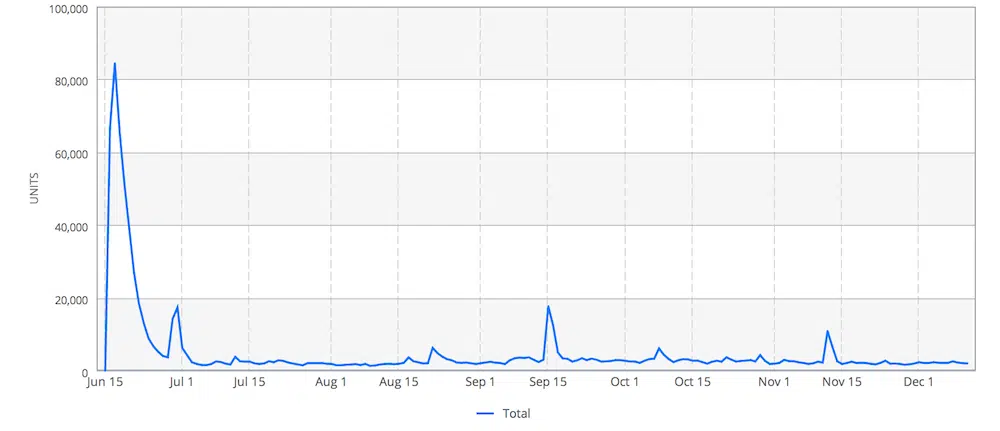 100,000
80,000
60,000
40,000
20,000
0
UNITS
Jun 15 Jul 1 Jul 15 Aug 1 Aug 15 Sep 1 Sep 15 Oct 1 Oct 15 Nov 1 Nov 15 Dec 1
Total